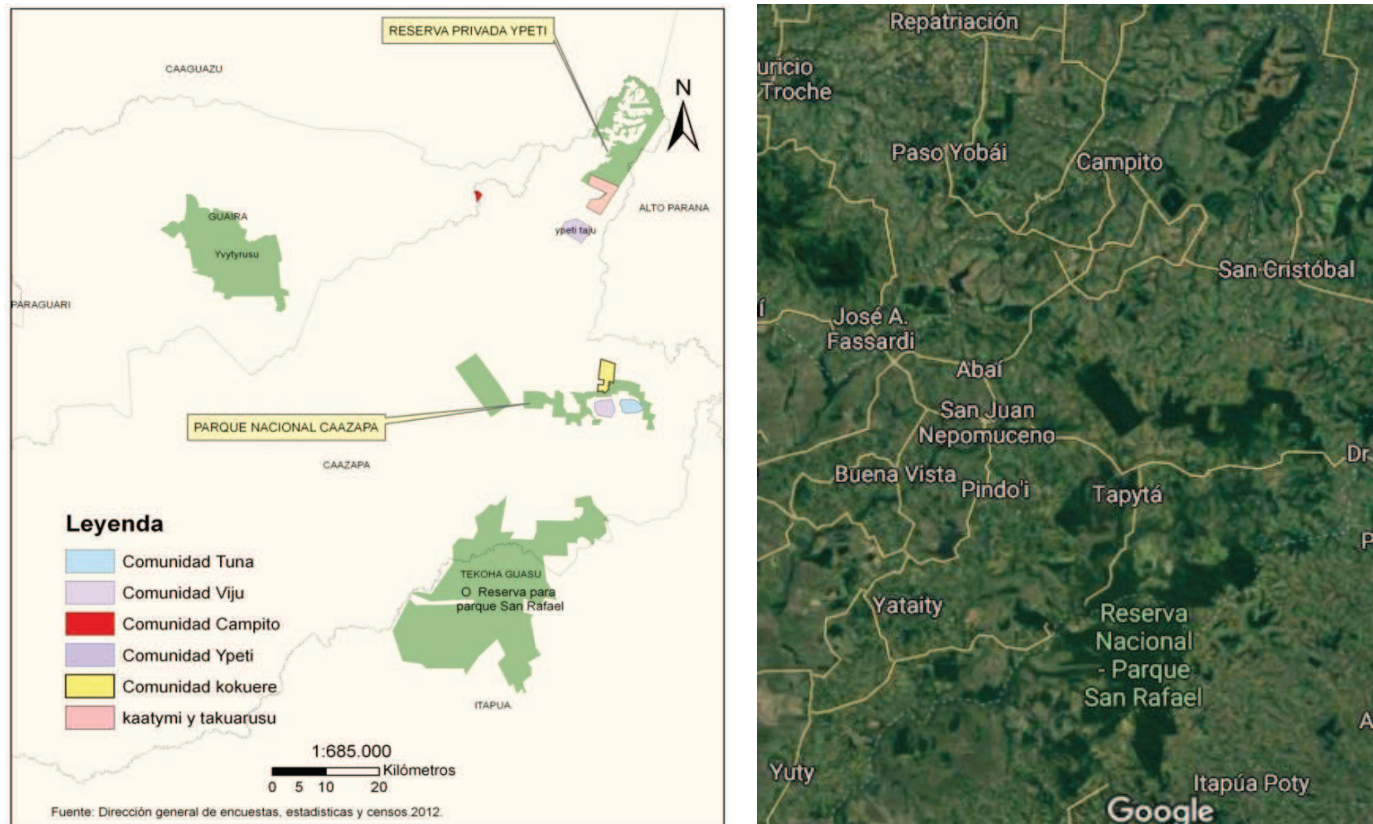 RESERVA PRIVADA YPETI
CAAGUAZU
N
ALTO PARANA
GUAIRA
ypeti taju
Yvytyrusu
PARAGUARI
PARQUE NACIONAL CAAZAPA
CAAZAPA
Leyenda
Comunidad Tuna
Comunidad Viju
Comunidad Campito
Comunidad Ypeti
Comunidad kokuere
kaatymi y takuarusu
TEKOHA GUASU
O Reserva para
parque San Rafael
ITAPUA
1:685.000
Kilómetros
0 5 10 20
Fuente: Dirección general de encuestas, estadisticas y censos.2012.
Repatriación
uricio
Troche
Paso Yobái
Campito
San Cristóbal
í
José A.
Fassardi
Abaí
San Juan
Nepomuceno
Dr
Buena Vista
Pindo'i
Tapytá
P
Yataity
Reserva
Nacional
- Parque
San Rafael
A
Yuty
Itapúa Poty
Google